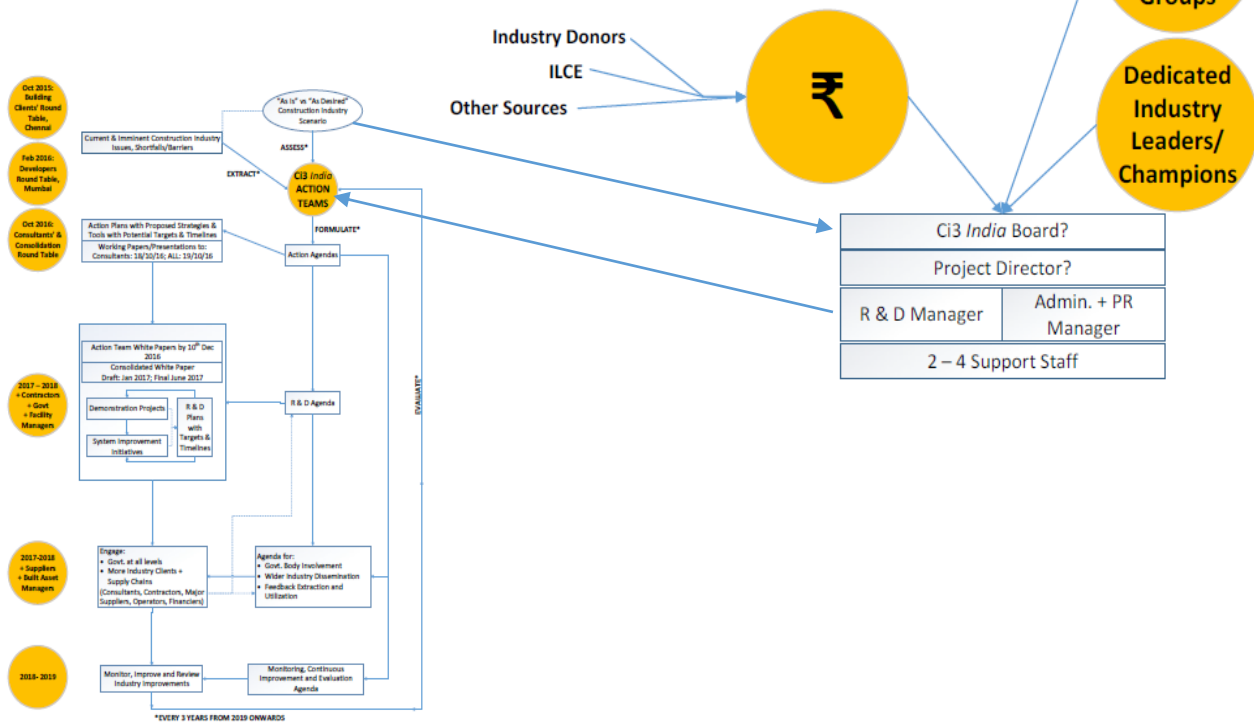 Groups
Industry Donors
ILCE
Other Sources
₹
Dedicated
Industry
Leaders/
Champions
Ci3 India Board?
Project Director?
R & D Manager
Admin. + PR
Manager
2 – 4 Support Staff
Oct 2015:
Building
Clients' Round
Table,
Chennai
Feb 2016:
Developers
Round Table,
Mumbai
Oct 2016:
Consultants' &
Consolidation
Round Table
2017 – 2018
+ Contractors
+ Govt
+ Facility
Managers
2017-2018
+ Suppliers
+ Built Asset
Managers
2018- 2019
"As is" vs "As Desired"
Construction Industry
Scenario
Current & Imminent Construction Industry
Issues, Shortfalls/Barriers
ASSESS*
EXTRACT*
Ci3 India
ACTION
TEAMS
FORMULATE*
Action Plans with Proposed Strategies &
Tools with Potential Targets & Timelines
Working Papers/Presentations to:
Consultants: 18/10/16; ALL: 19/10/16
Action Agendas
Action Team White Papers by 10th Dec
2016
Consolidated White Paper
Draft: Jan 2017; Final June 2017
Demonstration Projects
System Improvement
Initiatives
R & D
Plans
with
Targets &
Timelines
R & D Agenda
EVALUATE*
Engage:
• Govt. at all levels
• More Industry Clients +
Supply Chains
(Consultants, Contractors, Major
Suppliers, Operators, Financiers)
Agenda for:
• Govt. Body Involvement
• Wider Industry Dissemination
• Feedback Extraction and
Utilization
Monitor, Improve and Review
Industry Improvements
Monitoring, Continuous
Improvement and Evaluation
Agenda
*EVERY 3 YEARS FROM 2019 ONWARDS